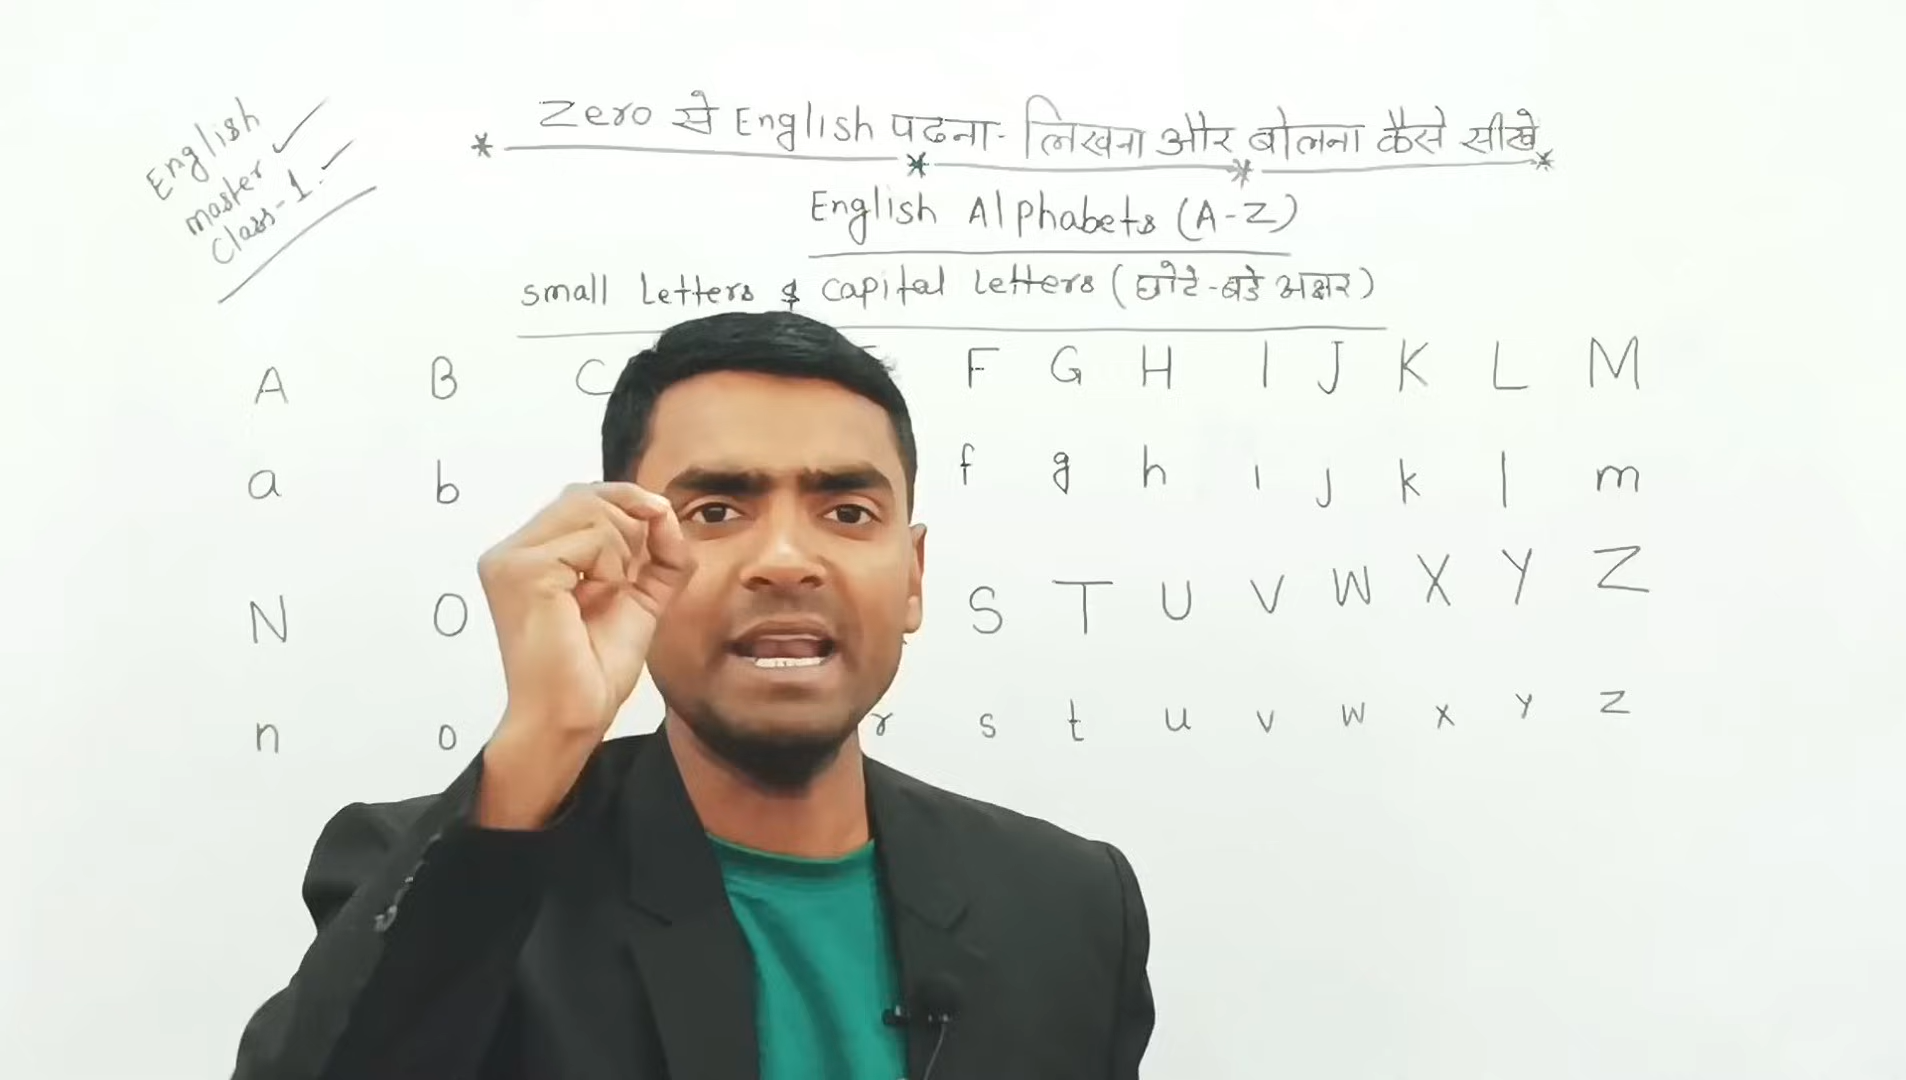 English
master
Class-1.
Zero से English पढना- लिखना और बोलना कैसे सीखे
English Alphabets (A-Z)
small letters & capital letters (छोटे-बडे अक्षर)
A B C F G H I J K L M
a b f g h i j k l m
N O S T U V W X Y Z
n o r s t u v w x y z